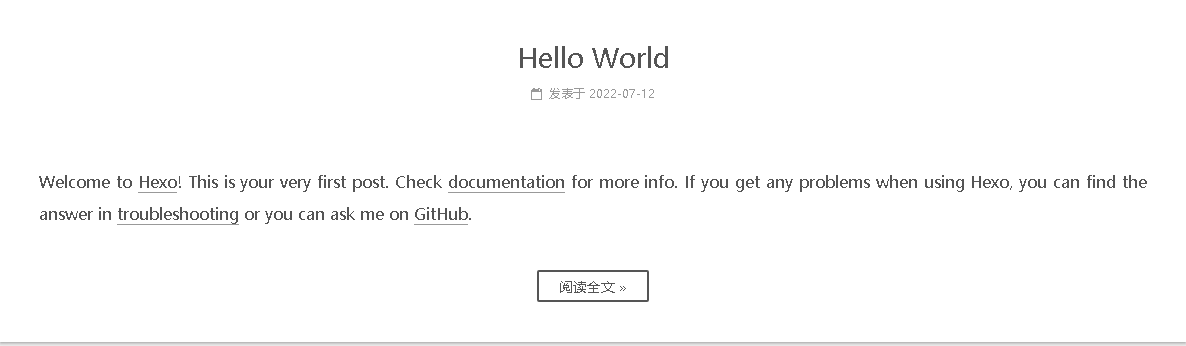 Hello World
发表于 2022-07-12
Welcome to Hexo! This is your very first post. Check documentation for more info. If you get any problems when using Hexo, you can find the
answer in troubleshooting or you can ask me on GitHub.
阅读全文 »